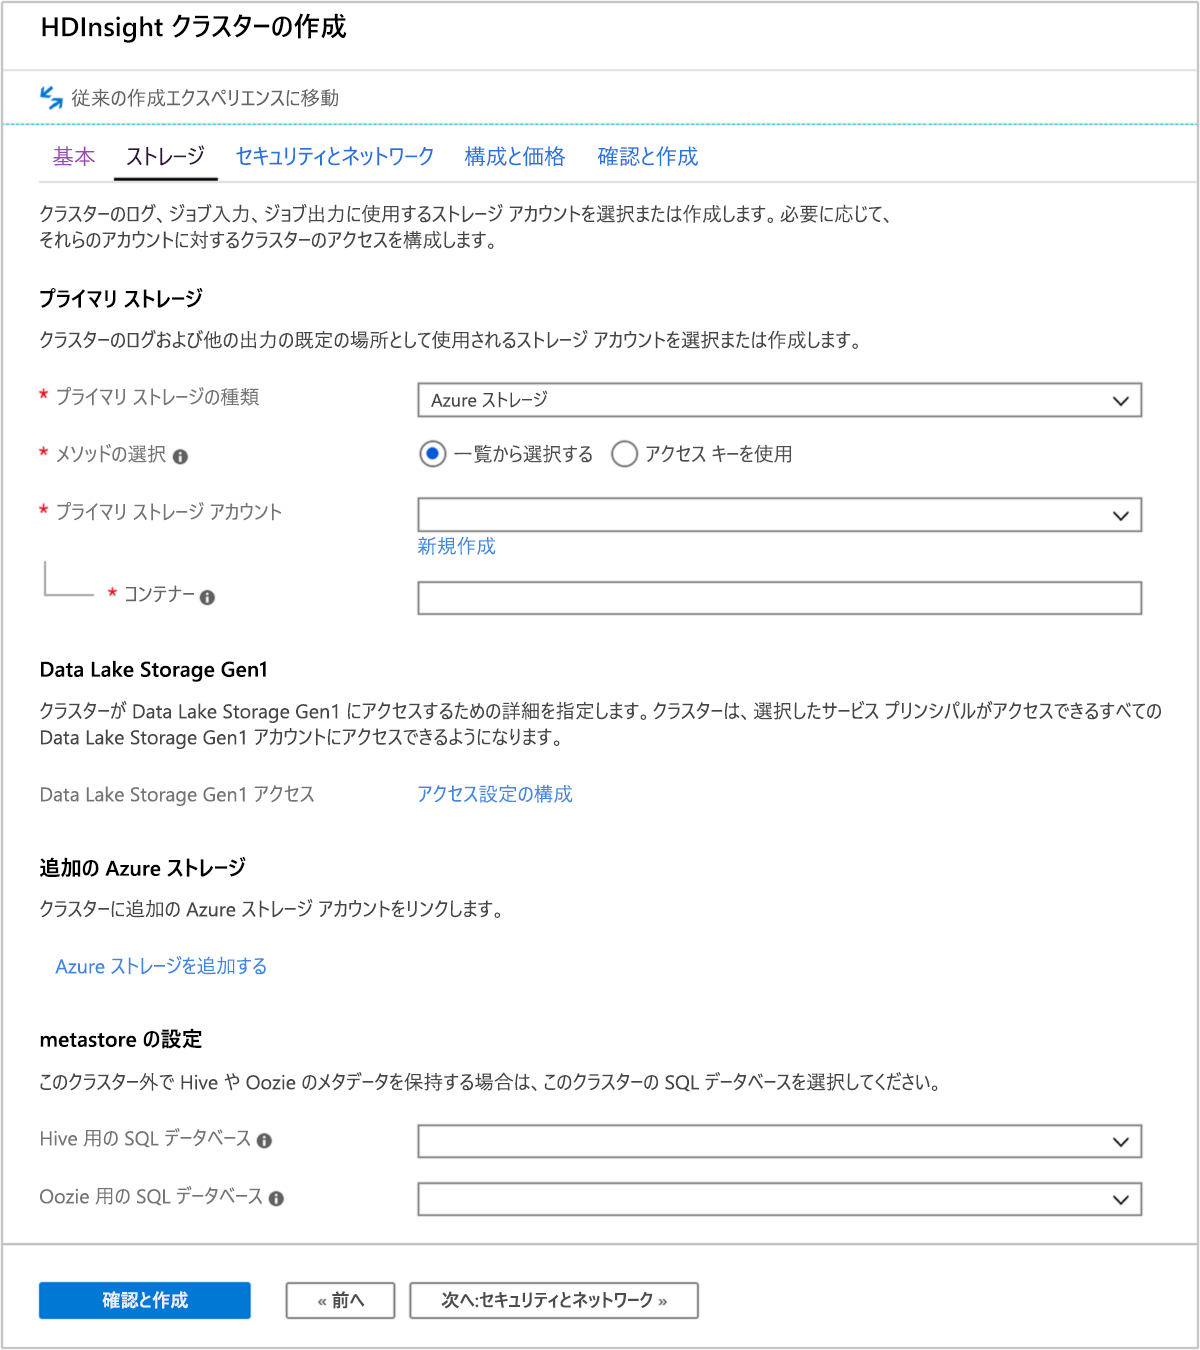 HDInsight クラスターの作成
従来の作成エクスペリエンスに移動
基本 ストレージ セキュリティとネットワーク 構成と価格 確認と作成
クラスターのログ、ジョブ入力、ジョブ出力に使用するストレージ アカウントを選択または作成します。必要に応じて、
それらのアカウントに対するクラスターのアクセスを構成します。
プライマリ ストレージ
クラスターのログおよび他の出力の既定の場所として使用されるストレージ アカウントを選択または作成します。
* プライマリ ストレージの種類 Azure ストレージ
* メソッドの選択 一覧から選択する アクセス キーを使用
* プライマリ ストレージ アカウント
新規作成
* コンテナー
Data Lake Storage Gen1
クラスターが Data Lake Storage Gen1 にアクセスするための詳細を指定します。クラスターは、選択したサービス プリンシパルがアクセスできるすべての
Data Lake Storage Gen1 アカウントにアクセスできるようになります。
Data Lake Storage Gen1 アクセス アクセス設定の構成
追加の Azure ストレージ
クラスターに追加の Azure ストレージ アカウントをリンクします。
Azure ストレージを追加する
metastore の設定
このクラスター外で Hive や Oozie のメタデータを保持する場合は、このクラスターの SQL データベースを選択してください。
Hive 用の SQL データベース
Oozie 用の SQL データベース
確認と作成 « 前へ 次へ:セキュリティとネットワーク »